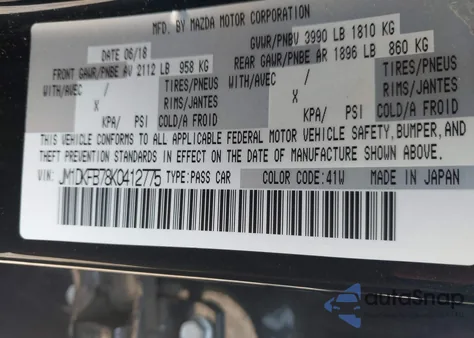 MFD. BY MAZDA MOTOR CORPORATION
DATE 06/18 GVWR/PNBV 3990 LB 1810 KG
FRONT GAWR/PNBE AV 2112 LB 958 KG REAR GAWR/PNBE AR 1896 LB 860 KG
WITH/AVEC / TIRES/PNEUS WITH/AVEC / TIRES/PNEUS
X RIMS/JANTES X RIMS/JANTES
KPA/ PSI COLD/A FROID KPA/ PSI COLD/A FROID
THIS VEHICLE CONFORMS TO ALL APPLICABLE FEDERAL MOTOR VEHICLE SAFETY, BUMPER, AND
THEFT PREVENTION STANDARDS IN EFFECT ON THE DATE OF MANUFACTURE SHOWN ABOVE.
VIN: JM1DKFB78K0412775 TYPE:PASS CAR COLOR CODE:41W MADE IN JAPAN
autoSnap